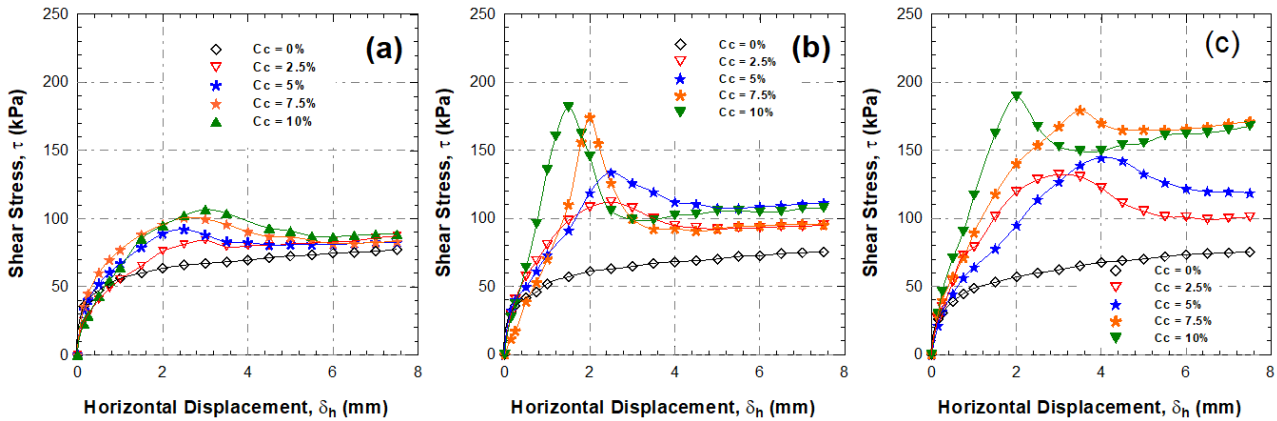 250
200
150
100
50
0
Shear Stress, τ (kPa)
(a)
Cc = 0%
Cc = 2.5%
Cc = 5%
Cc = 7.5%
Cc = 10%
0 2 4 6 8
Horizontal Displacement, δh (mm)
250
200
150
100
50
0
Shear Stress, τ (kPa)
(b)
Cc = 0%
Cc = 2.5%
Cc = 5%
Cc = 7.5%
Cc = 10%
0 2 4 6 8
Horizontal Displacement, δh (mm)
250
200
150
100
50
0
Shear Stress, τ (kPa)
(c)
Cc = 0%
Cc = 2.5%
Cc = 5%
Cc = 7.5%
Cc = 10%
0 2 4 6 8
Horizontal Displacement, δh (mm)